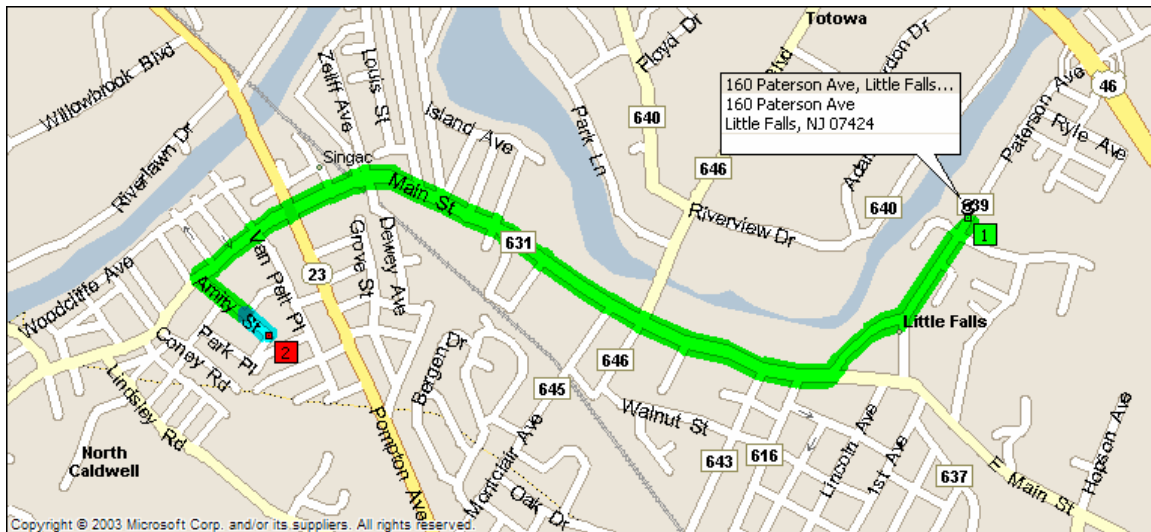 Totowa
Willowbrook Blvd
Zeliff Ave
Louis St
Floyd Dr
Blvd
640
46
160 Paterson Ave, Little Falls...
160 Paterson Ave
Little Falls, NJ 07424
Paterson Ave
Ryle Ave
Island Ave
Park Ln
Singac
646
Riverlawn Dr
Main St
Riverview Dr
640
639
1
631
Van Pelt Pl
Grove St
Dewey Ave
23
Woodcliffe Ave
Amity St
Little Falls
Park Pl
2
Coney Rd
646
645
Bergen Dr
Lindsley Rd
Pompton Ave
Walnut St
Montclair Ave
643
616
Lincoln Ave
1st Ave
637
E Main St
Hopson Ave
North
Caldwell
Oak Dr
Copyright © 2003 Microsoft Corp. and/or its suppliers. All rights reserved.